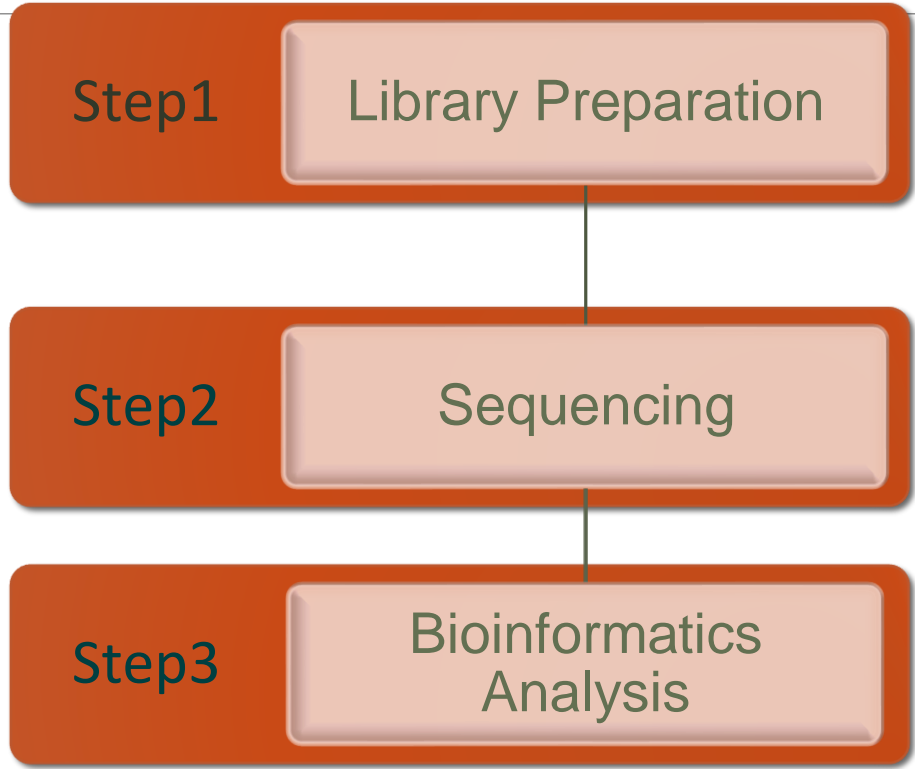 Step1
Library Preparation
Step2
Sequencing
Step3
Bioinformatics
Analysis